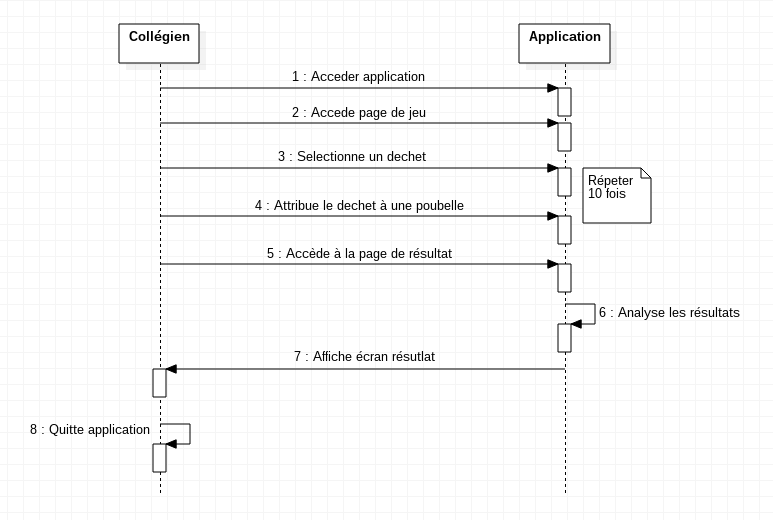 Collégien
Application
1 : Acceder application
2 : Accede page de jeu
3 : Selectionne un dechet
Répeter
10 fois
4 : Attribue le dechet à une poubelle
5 : Accède à la page de résultat
6 : Analyse les résultats
7 : Affiche écran résutlat
8 : Quitte application